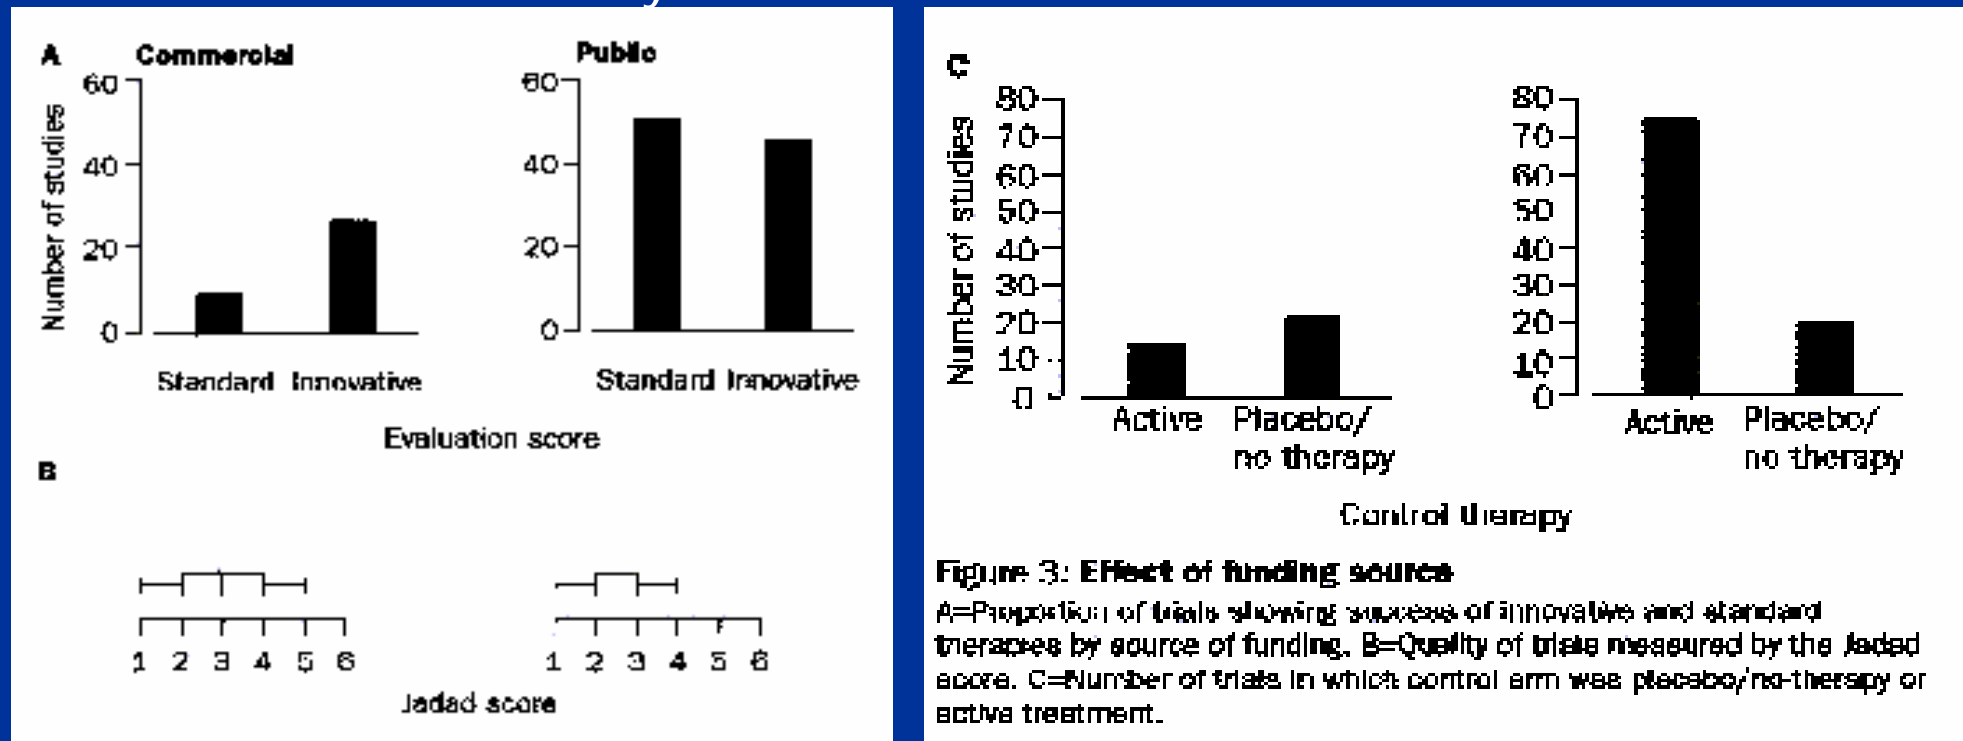 A Commercial Public
60 60
40 40
20 20
0 0
Number of studies
Standard Innovative Standard Innovative
Evaluation score
B
1 2 3 4 5 6 1 2 3 4 5 6
Jadad score
C
80 80
70 70
60 60
50 50
40 40
30 30
20 20
10 10
0 0
Number of studies
Active Placebo/ Active Placebo/
no therapy no therapy
Control therapy
Figure 3: Effect of funding source
A=Proportion of trials showing success of innovative and standard
therapies by source of funding. B=Quality of trials measured by the Jadad
score. C=Number of trials in which control arm was placebo/no-therapy or
active treatment.